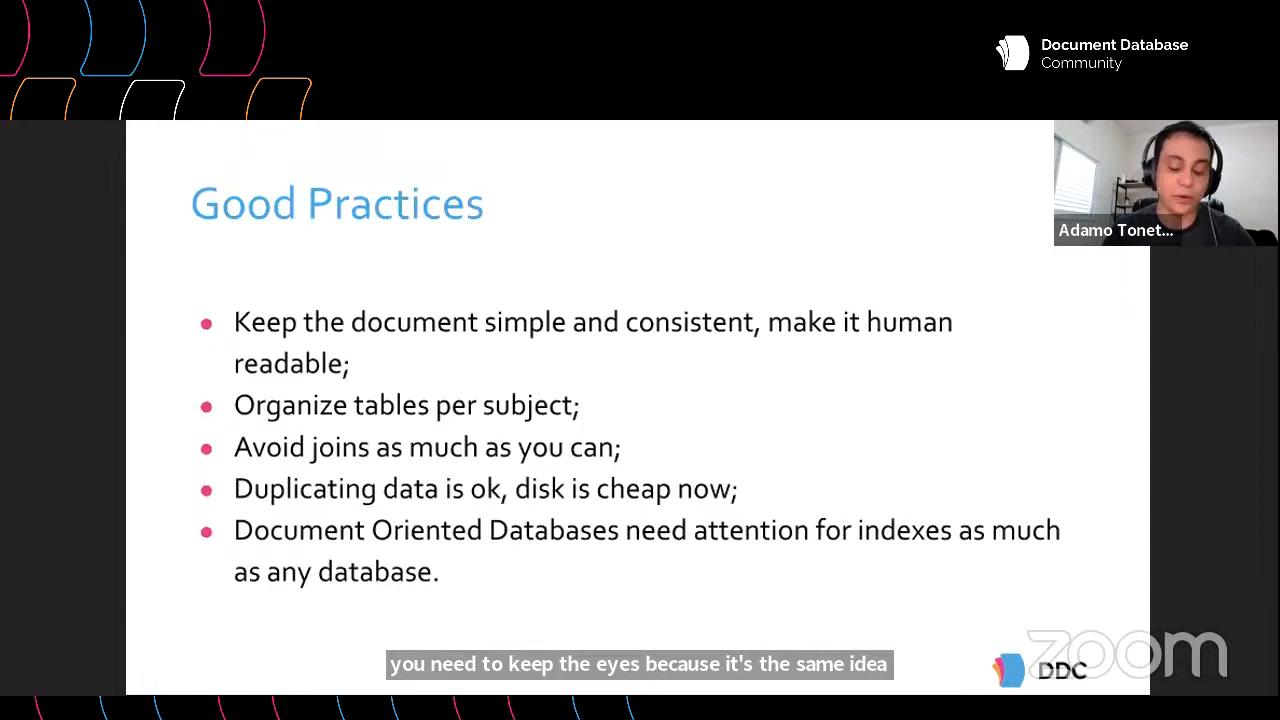 Document Database
Community
Good Practices
Adamo Tonet...
• Keep the document simple and consistent, make it human
readable;
• Organize tables per subject;
• Avoid joins as much as you can;
• Duplicating data is ok, disk is cheap now;
• Document Oriented Databases need attention for indexes as much
as any database.
you need to keep the eyes because it's the same idea
zoom
DDC